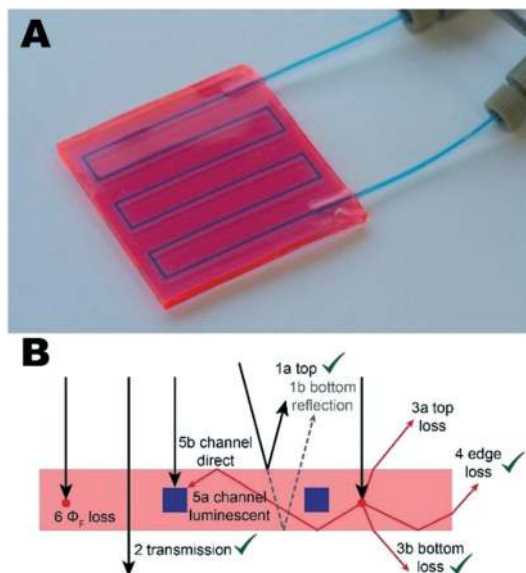 A
B
1a top
1b bottom
reflection
3a top
loss
5b channel
direct
4 edge
loss
5a channel
luminescent
6 ΦF loss
2 transmission
3b bottom
loss